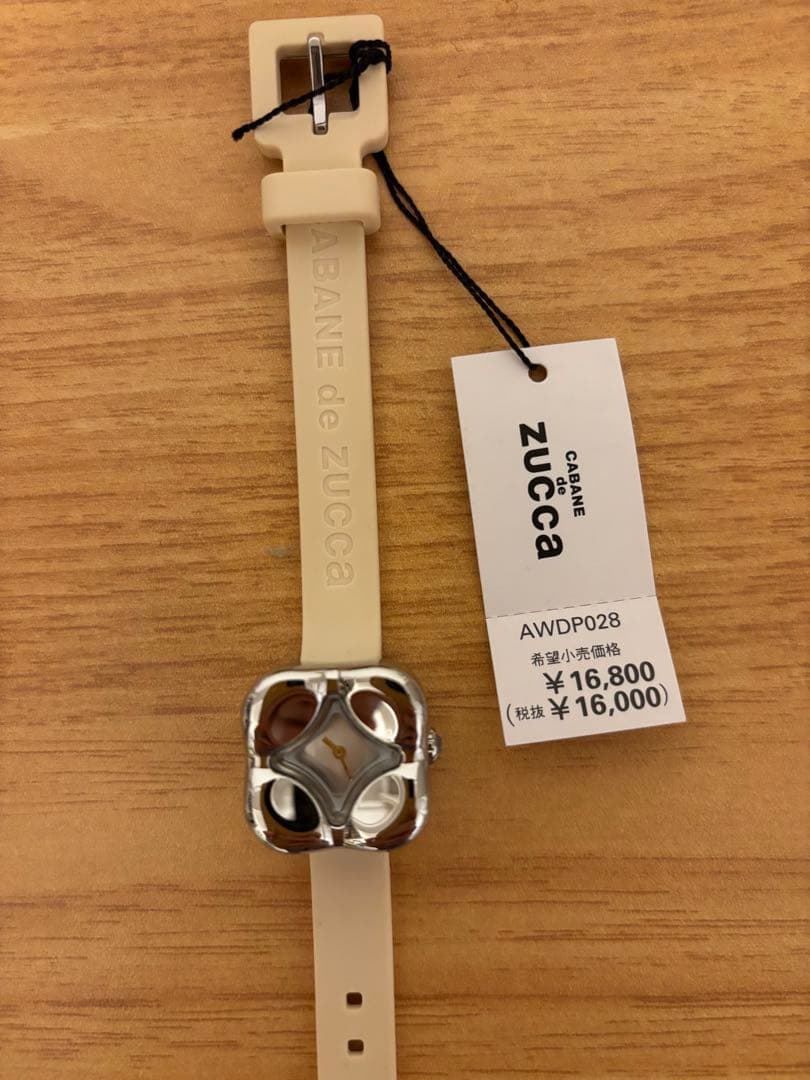 ABANE de ZUCCa
CABANE
de
ZUCCa
AWDP028
希望小売価格
¥16,800
(税抜 ¥16,000)